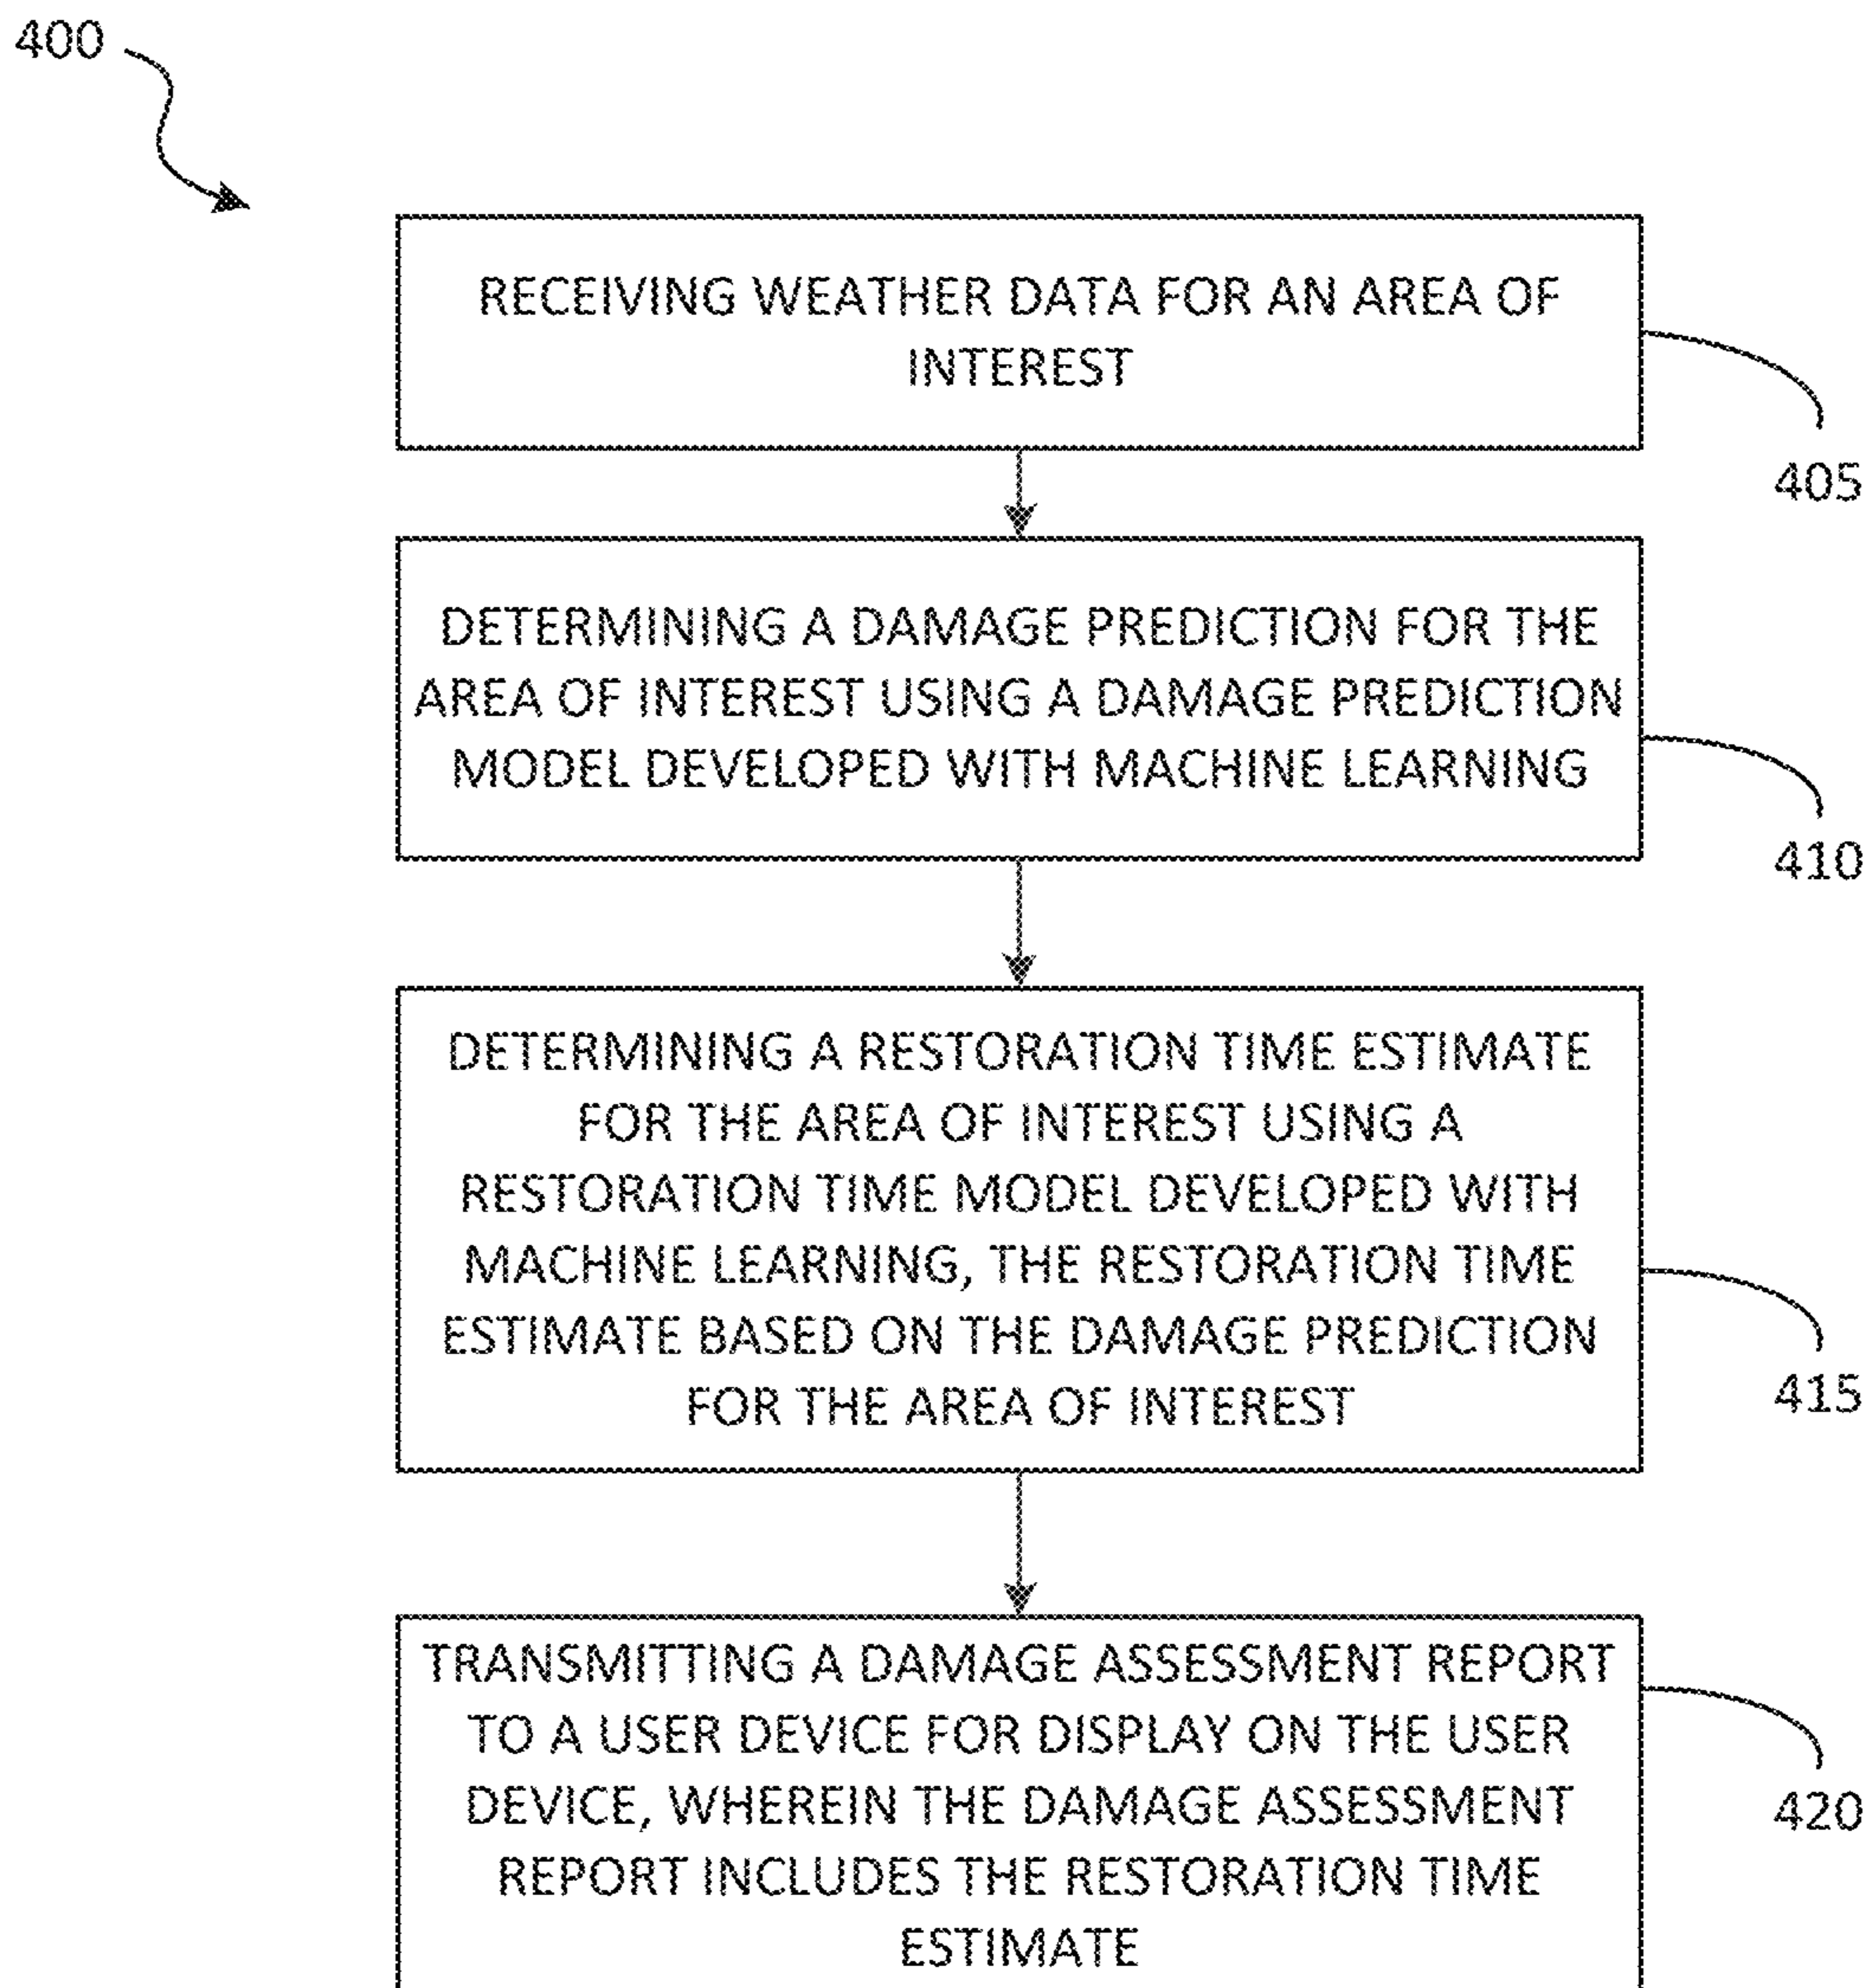 400
RECEIVING WEATHER DATA FOR AN AREA OF
INTEREST
405
DETERMINING A DAMAGE PREDICTION FOR THE
AREA OF INTEREST USING A DAMAGE PREDICTION
MODEL DEVELOPED WITH MACHINE LEARNING
410
DETERMINING A RESTORATION TIME ESTIMATE
FOR THE AREA OF INTEREST USING A
RESTORATION TIME MODEL DEVELOPED WITH
MACHINE LEARNING, THE RESTORATION TIME
ESTIMATE BASED ON THE DAMAGE PREDICTION
FOR THE AREA OF INTEREST
415
TRANSMITTING A DAMAGE ASSESSMENT REPORT
TO A USER DEVICE FOR DISPLAY ON THE USER
DEVICE, WHEREIN THE DAMAGE ASSESSMENT
REPORT INCLUDES THE RESTORATION TIME
ESTIMATE
420